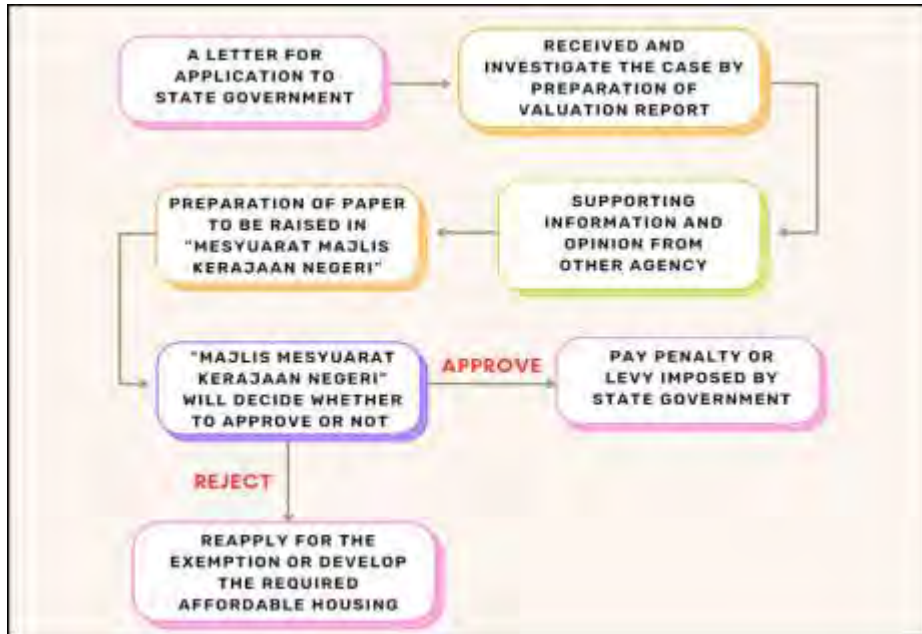 A LETTER FOR
APPLICATION TO
STATE GOVERNMENT
RECEIVED AND
INVESTIGATE THE CASE BY
PREPARATION OF
VALUATION REPORT
SUPPORTING
INFORMATION AND
OPINION FROM
OTHER AGENCY
PREPARATION OF PAPER
TO BE RAISED IN
"MESYUARAT MAJLIS
KERAJAAN NEGERI"
"MAJLIS MESYUARAT
KERAJAAN NEGERI"
WILL DECIDE WHETHER
TO APPROVE OR NOT
APPROVE
PAY PENALTY OR
LEVY IMPOSED BY
STATE GOVERNMENT
REJECT
REAPPLY FOR THE
EXEMPTION OR DEVELOP
THE REQUIRED
AFFORDABLE HOUSING